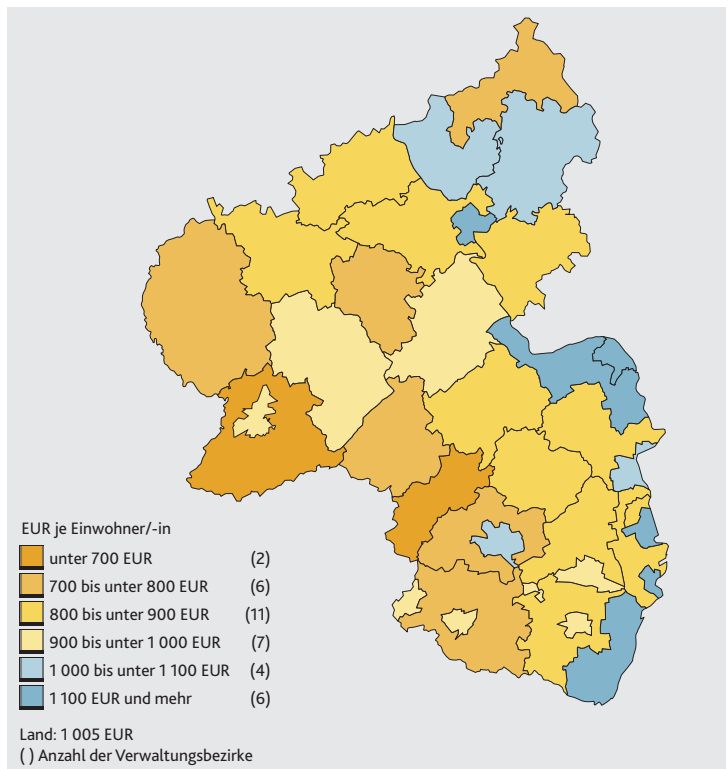 EUR je Einwohner/-in
unter 700 EUR (2)
700 bis unter 800 EUR (6)
800 bis unter 900 EUR (11)
900 bis unter 1 000 EUR (7)
1 000 bis unter 1 100 EUR (4)
1 100 EUR und mehr (6)
Land: 1 005 EUR
( ) Anzahl der Verwaltungsbezirke